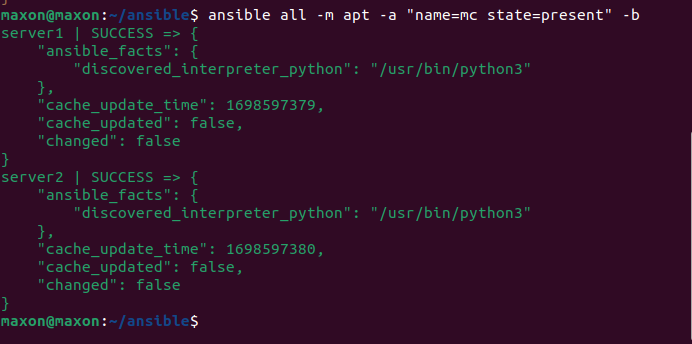 maxon@maxon:~/ansible$ ansible all -m apt -a "name=mc state=present" -b
server1 | SUCCESS => {
    "ansible_facts": {
        "discovered_interpreter_python": "/usr/bin/python3"
    },
    "cache_update_time": 1698597379,
    "cache_updated": false,
    "changed": false
}
server2 | SUCCESS => {
    "ansible_facts": {
        "discovered_interpreter_python": "/usr/bin/python3"
    },
    "cache_update_time": 1698597380,
    "cache_updated": false,
    "changed": false
}
maxon@maxon:~/ansible$